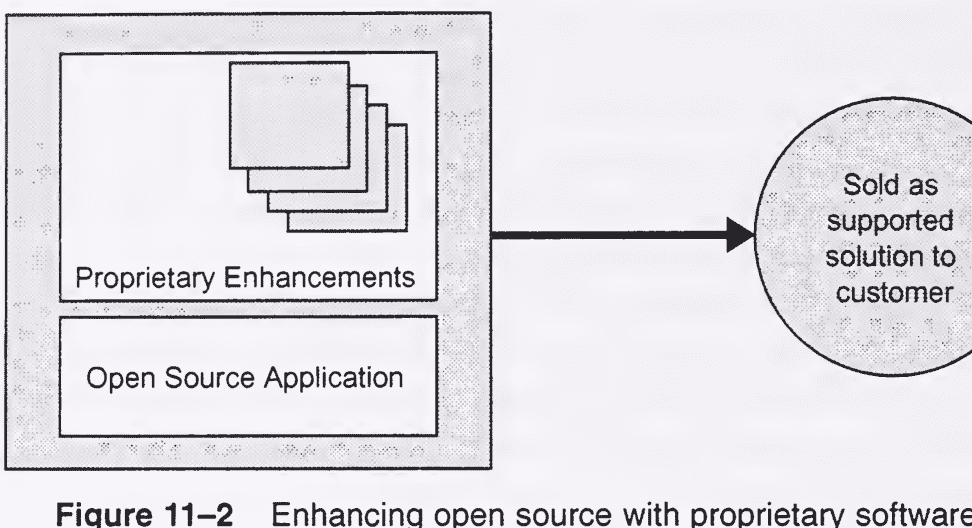 Proprietary Enhancements
Open Source Application
Sold as
supported
solution to
customer
Figure 11–2 Enhancing open source with proprietary software